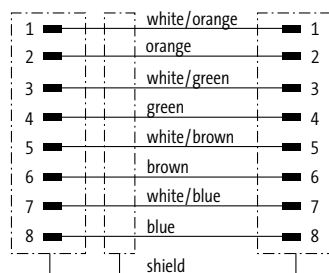 1 white/orange 1
2 orange 2
3 white/green 3
4 green 4
5 white/brown 5
6 brown 6
7 white/blue 7
8 blue 8
shield